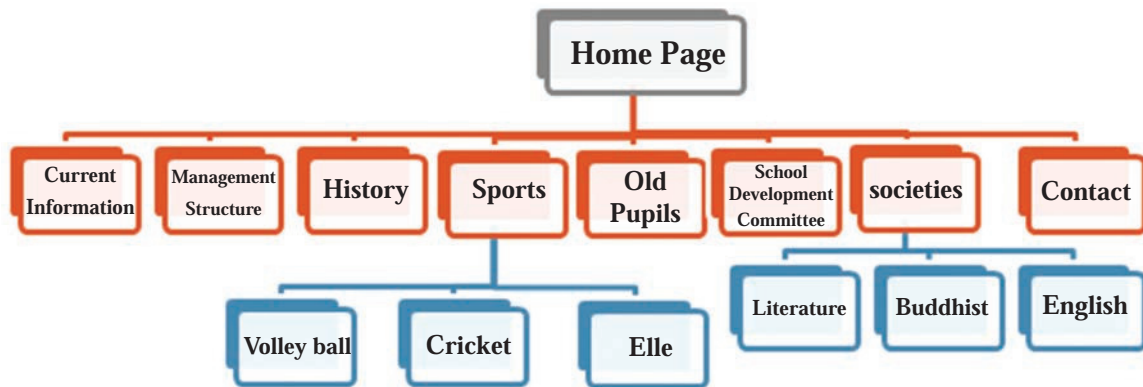 Home Page
Current
Information
Management
Structure
History
Sports
Old
Pupils
School
Development
Committee
societies
Contact
Volley ball
Cricket
Elle
Literature
Buddhist
English